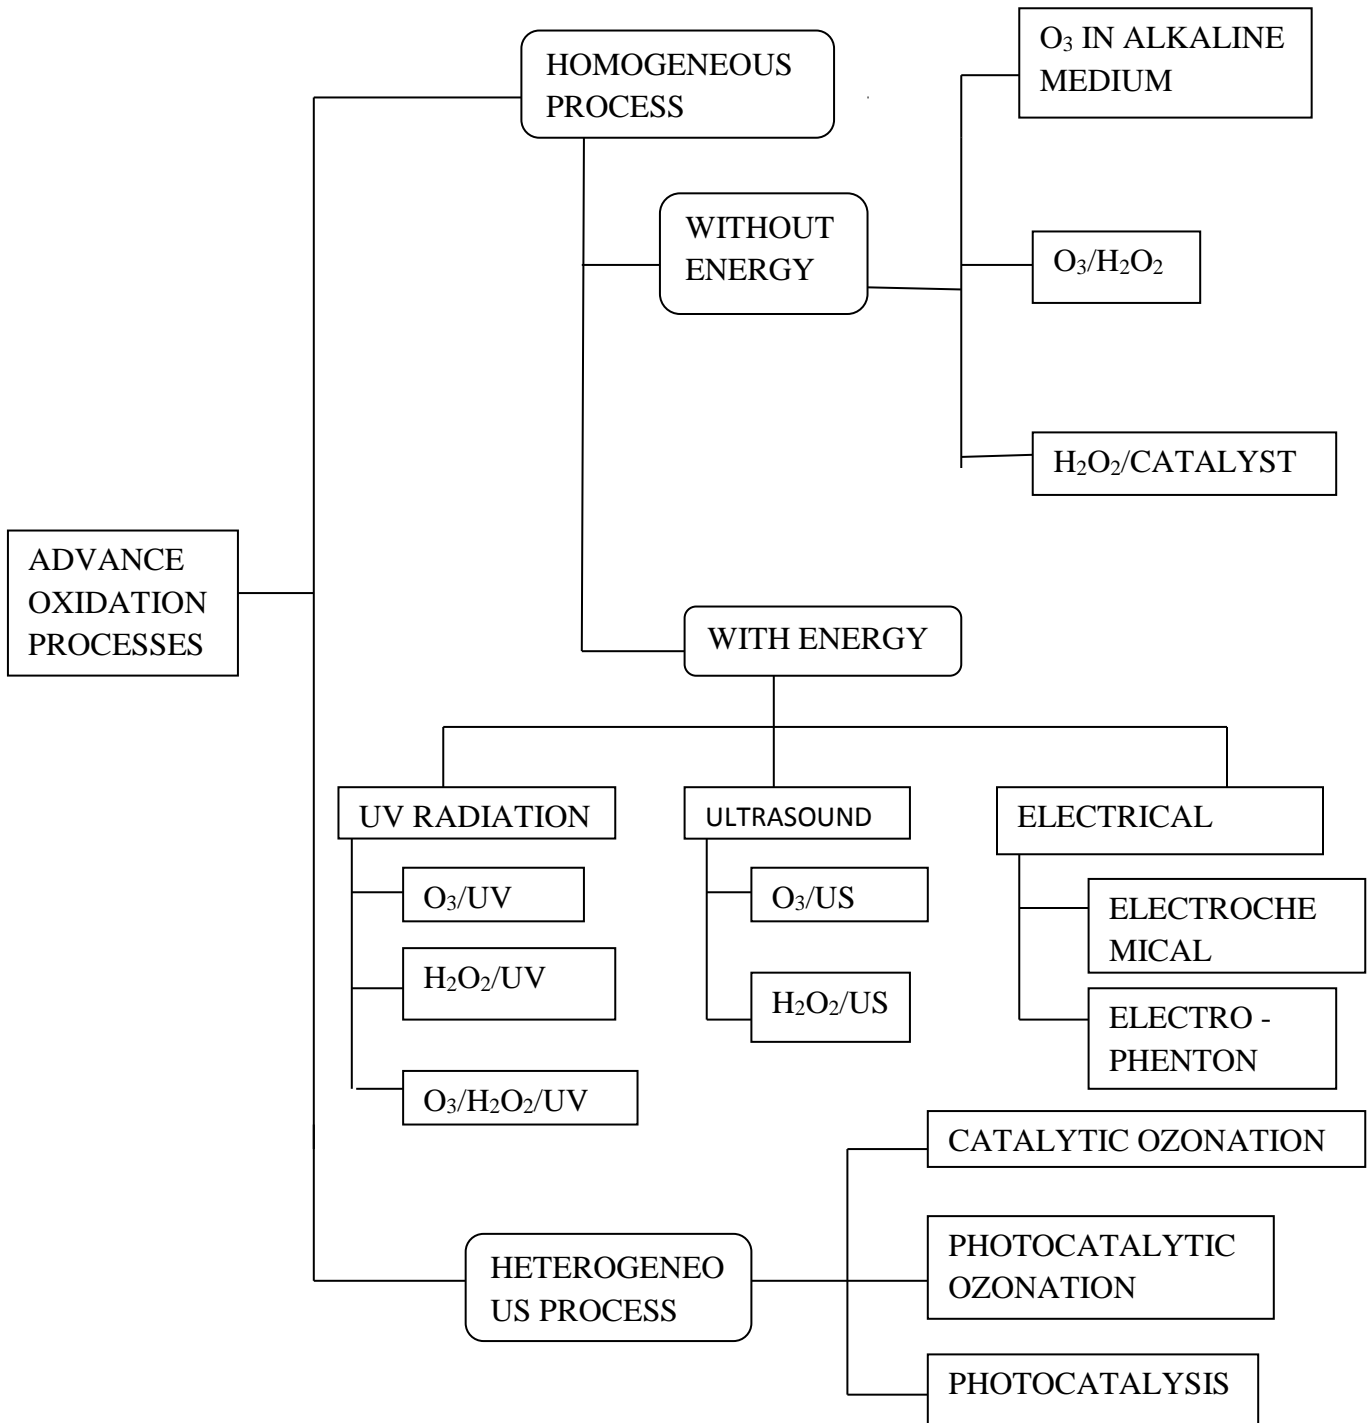 HOMOGENEOUS
PROCESS
O₃ IN ALKALINE
MEDIUM
WITHOUT
ENERGY
O₃/H₂O₂
H₂O₂/CATALYST
ADVANCE
OXIDATION
PROCESSES
WITH ENERGY
UV RADIATION
ULTRASOUND
ELECTRICAL
O₃/UV
O₃/US
ELECTROCHE
MICAL
H₂O₂/UV
H₂O₂/US
ELECTRO -
PHENTON
O₃/H₂O₂/UV
CATALYTIC OZONATION
HETEROGENEO
US PROCESS
PHOTOCATALYTIC
OZONATION
PHOTOCATALYSIS